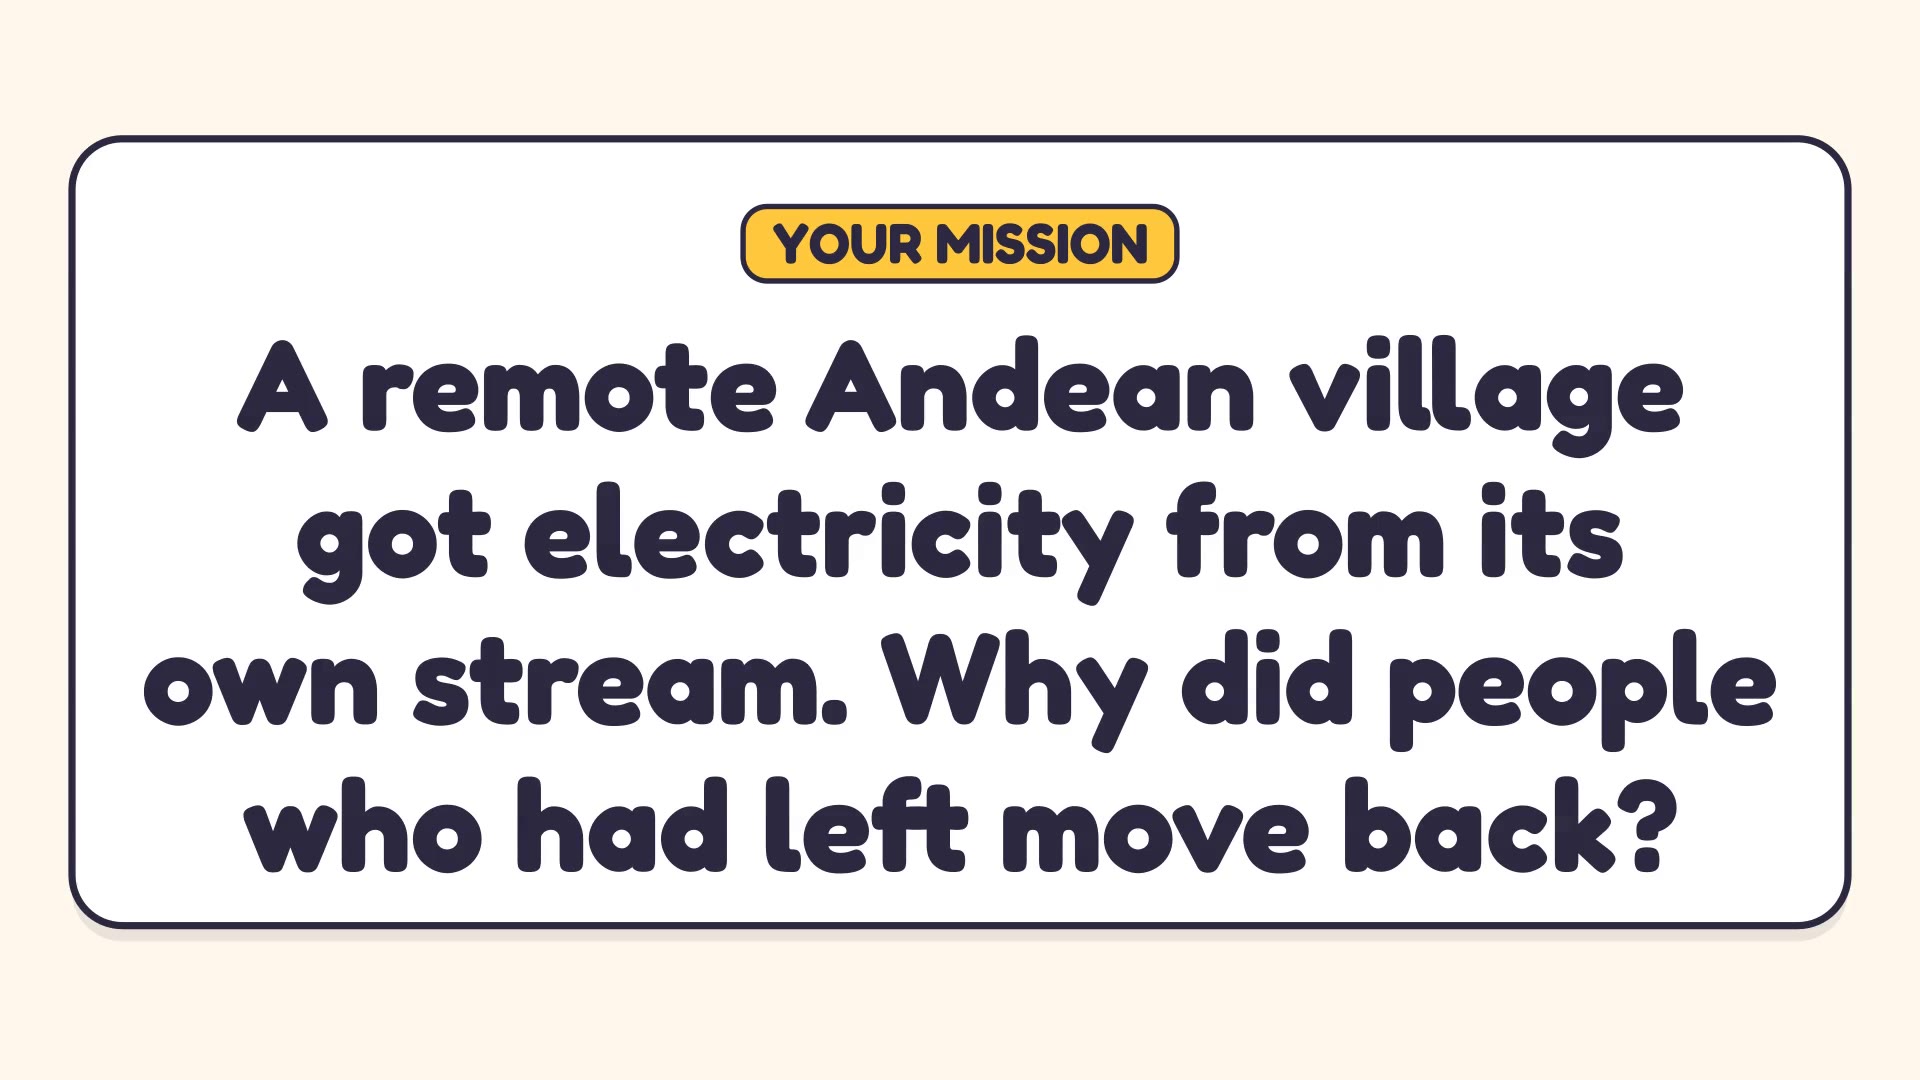 YOUR MISSION
A remote Andean village
got electricity from its
own stream. Why did people
who had left move back?